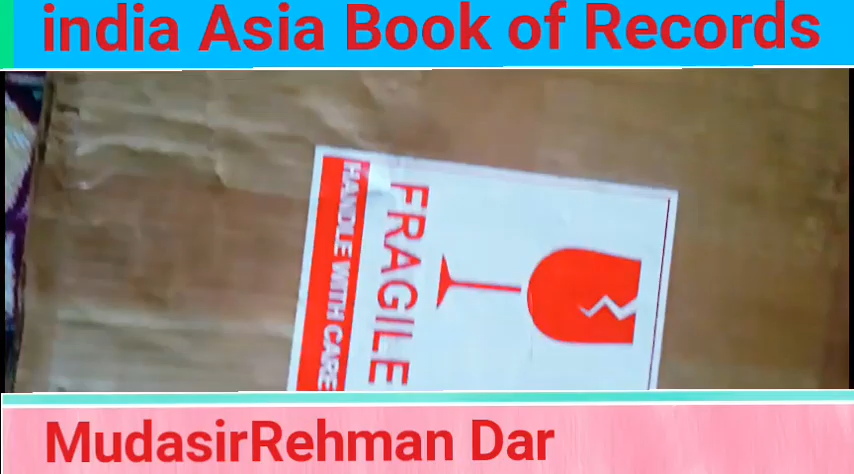 india Asia Book of Records
FRAGILE
HANDLE WITH CARE
MudasirRehman Dar